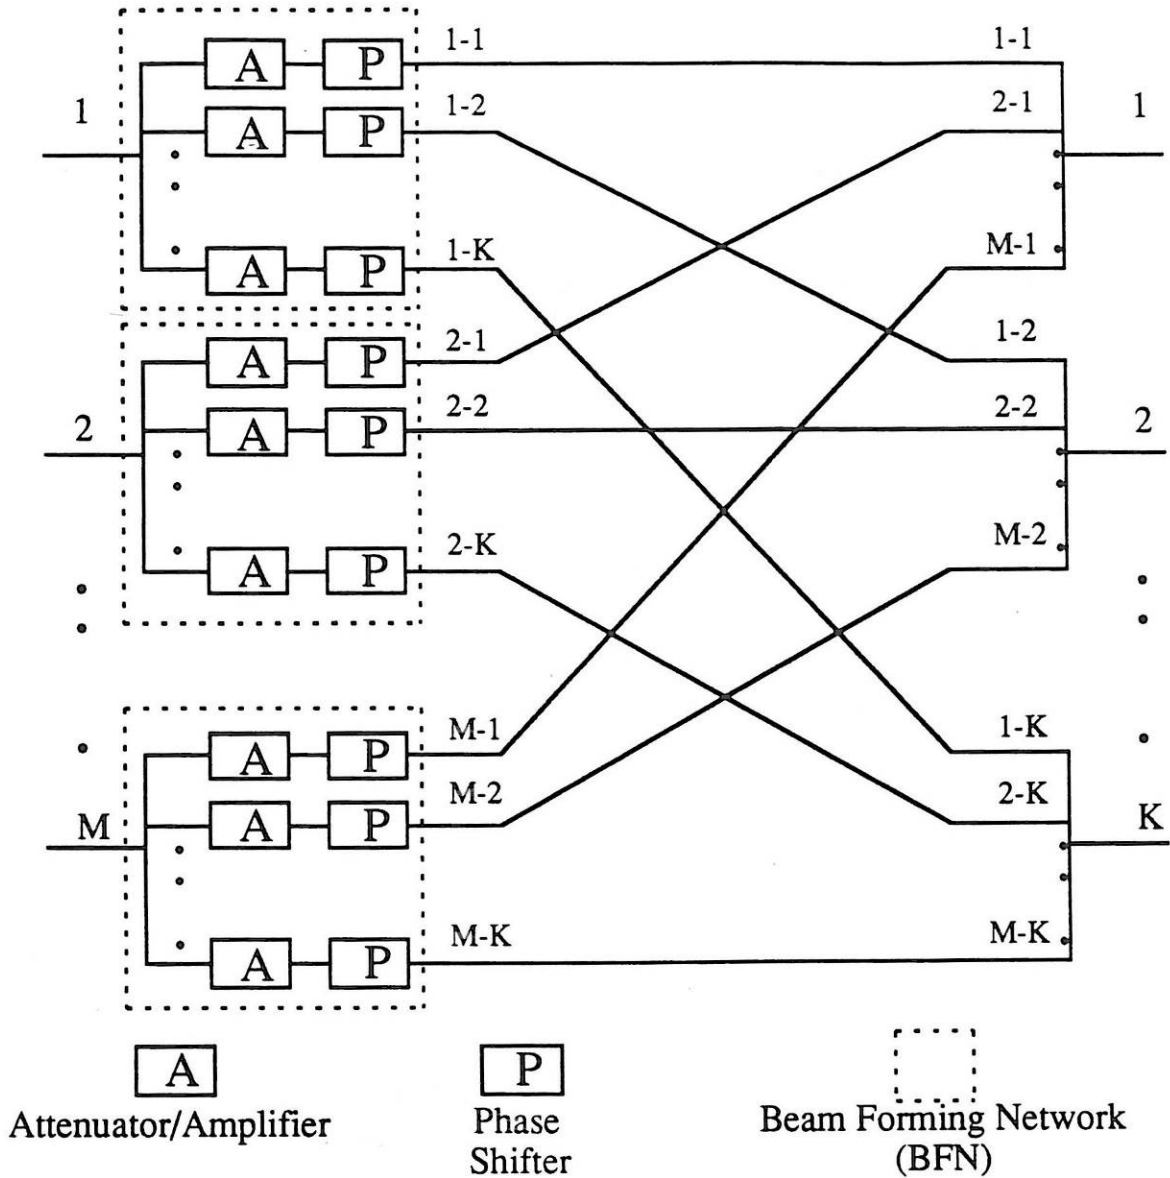 1-1 1-1
A P
1 1-2 2-1 1
A P
1-K M-1
A P
2-1 1-2
A P
2 2-2 2-2 2
A P
2-K M-2
A P
M-1 1-K
A P
M-2 2-K
M A P K
M-K M-K
A P
A P
Attenuator/Amplifier Phase Beam Forming Network
Shifter (BFN)